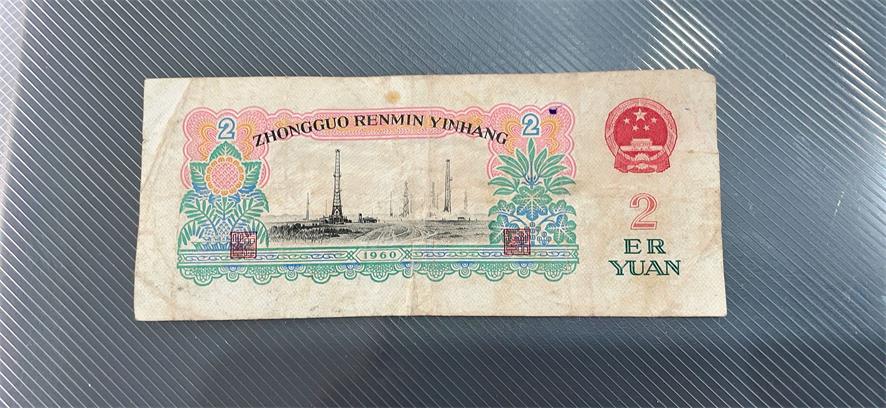 2
ZHONGGUO RENMIN YINHANG
2
1960
2
ER
YUAN